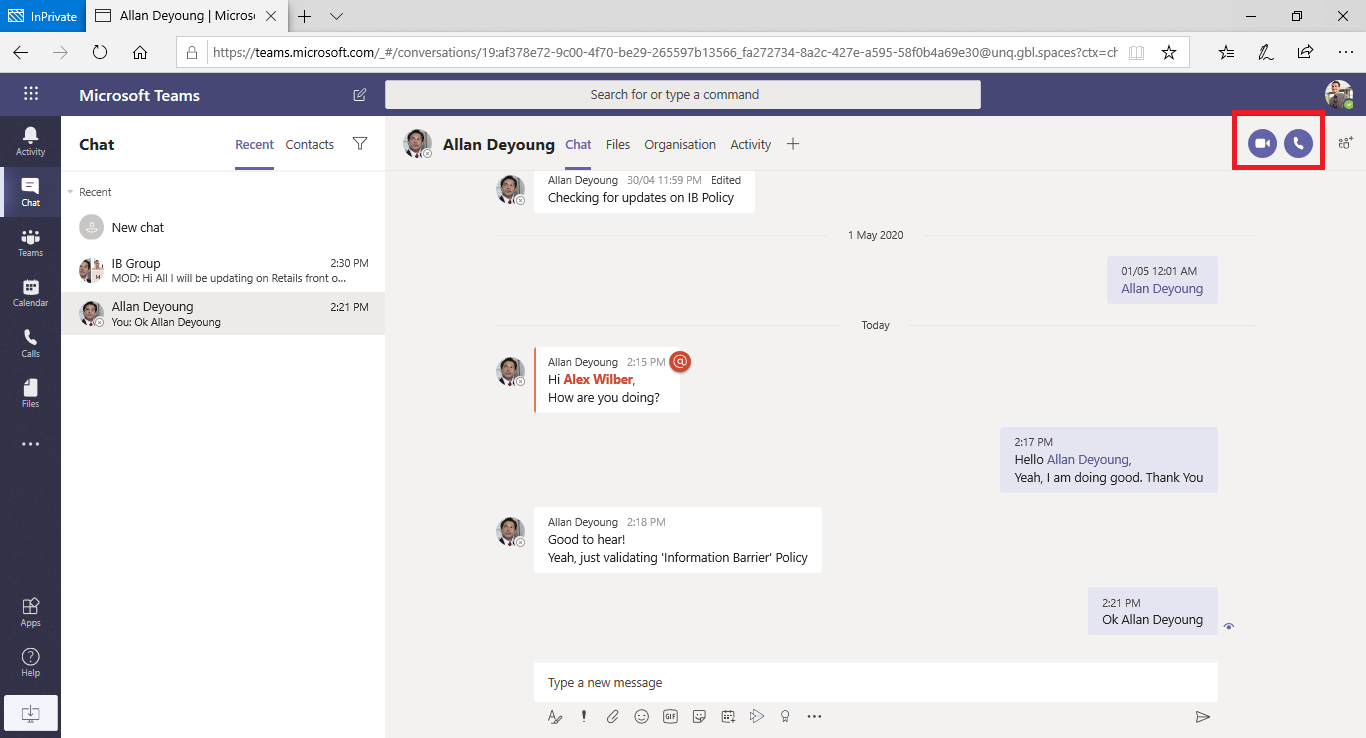 InPrivate
Allan Deyoung | Micros
https://teams.microsoft.com/_#/conversations/19:af378e72-9c00-4f70-be29-265597b13566_fa272734-8a2c-427e-a595-58f0b4a69e30@unq.gbl.spaces?ctx=ch
Microsoft Teams
Search for or type a command
Activity
Chat
Teams
Calendar
Calls
Files
Apps
Help
Chat
Recent
Contacts
Recent
New chat
IB Group 2:30 PM
MOD: Hi All I will be updating on Retails front o...
Allan Deyoung 2:21 PM
You: Ok Allan Deyoung
Allan Deyoung Chat Files Organisation Activity
Allan Deyoung 30/04 11:59 PM Edited
Checking for updates on IB Policy
1 May 2020
01/05 12:01 AM
Allan Deyoung
Today
Allan Deyoung 2:15 PM
Hi Alex Wilber,
How are you doing?
2:17 PM
Hello Allan Deyoung,
Yeah, I am doing good. Thank You
Allan Deyoung 2:18 PM
Good to hear!
Yeah, just validating 'Information Barrier' Policy
2:21 PM
Ok Allan Deyoung
Type a new message
GIF